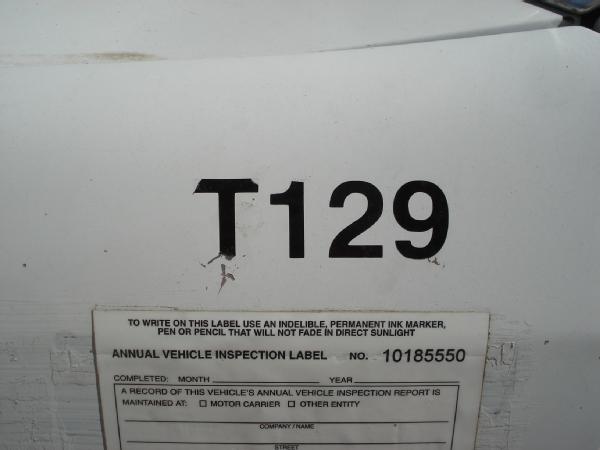 T129
TO WRITE ON THIS LABEL USE AN INDELIBLE, PERMANENT INK MARKER,
PEN OR PENCIL THAT WILL NOT FADE IN DIRECT SUNLIGHT
ANNUAL VEHICLE INSPECTION LABEL NO. 10185550
COMPLETED: MONTH YEAR
A RECORD OF THIS VEHICLE'S ANNUAL VEHICLE INSPECTION REPORT IS
MAINTAINED AT: ☐ MOTOR CARRIER ☐ OTHER ENTITY
COMPANY/NAME
STREET